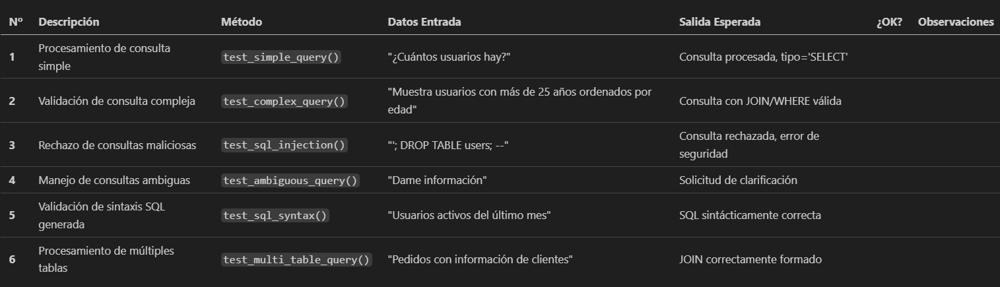 Nº Descripción Método Datos Entrada Salida Esperada ¿OK? Observaciones
1 Procesamiento de consulta simple test_simple_query() "¿Cuántos usuarios hay?" Consulta procesada, tipo='SELECT'
2 Validación de consulta compleja test_complex_query() "Muestra usuarios con más de 25 años ordenados por edad" Consulta con JOIN/WHERE válida
3 Rechazo de consultas maliciosas test_sql_injection() "'; DROP TABLE users; --" Consulta rechazada, error de seguridad
4 Manejo de consultas ambiguas test_ambiguous_query() "Dame información" Solicitud de clarificación
5 Validación de sintaxis SQL generada test_sql_syntax() "Usuarios activos del último mes" SQL sintácticamente correcta
6 Procesamiento de múltiples tablas test_multi_table_query() "Pedidos con información de clientes" JOIN correctamente formado